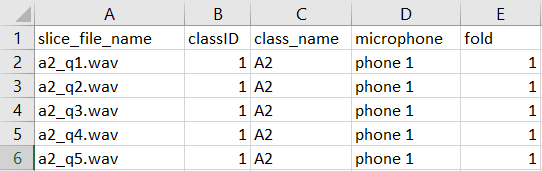 A B C D E
1 slice_file_name classID class_name microphone fold
2 a2_q1.wav 1 A2 phone 1 1
3 a2_q2.wav 1 A2 phone 1 1
4 a2_q3.wav 1 A2 phone 1 1
5 a2_q4.wav 1 A2 phone 1 1
6 a2_q5.wav 1 A2 phone 1 1